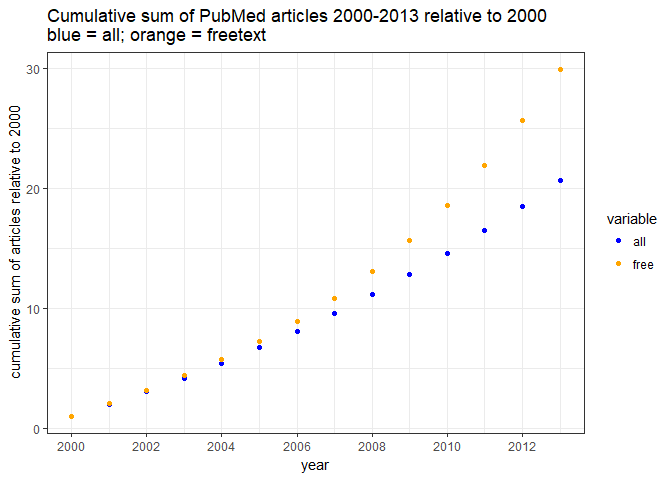 Cumulative sum of PubMed articles 2000-2013 relative to 2000
blue = all; orange = freetext
cumulative sum of articles relative to 2000
30
20
10
0
2000 2002 2004 2006 2008 2010 2012
year
variable
all
free